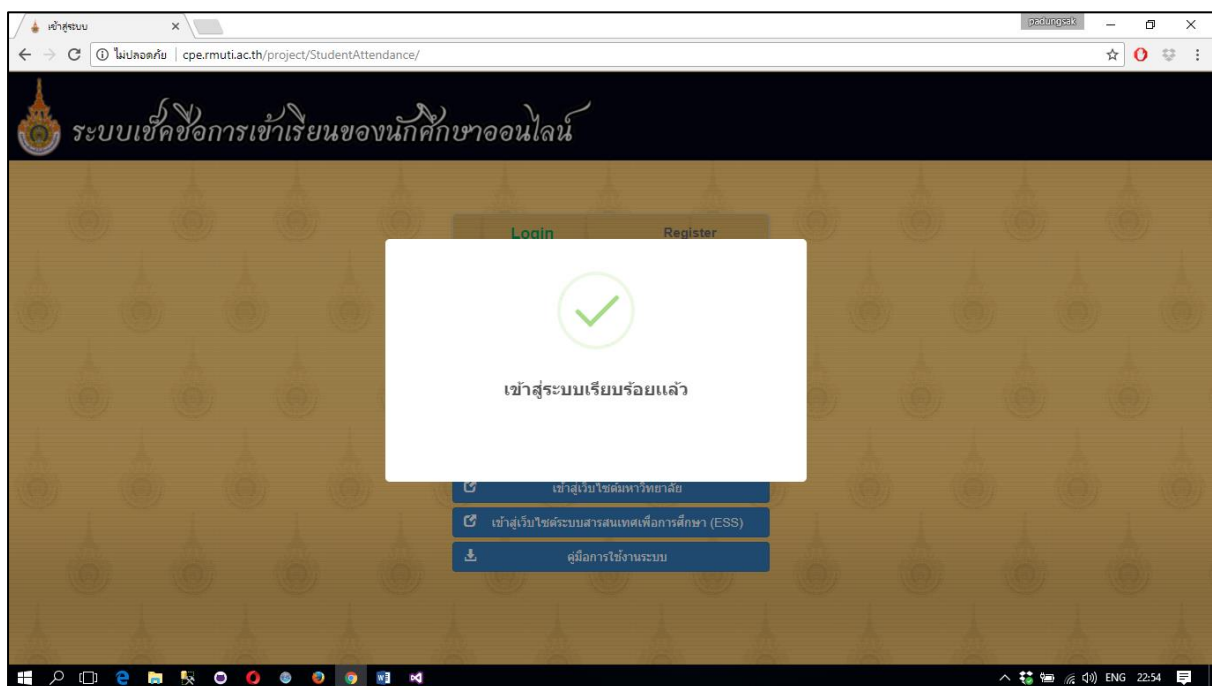 เข้าสู่ระบบ
padungsak
ไม่ปลอดภัย | cpe.rmuti.ac.th/project/StudentAttendance/
ระบบเช็คชื่อการเข้าเรียนของนักศึกษาออนไลน์
Login Register
เข้าสู่ระบบเรียบร้อยแล้ว
เข้าสู่เว็บไซต์มหาวิทยาลัย
เข้าสู่เว็บไซต์ระบบสารสนเทศเพื่อการศึกษา (ESS)
คู่มือการใช้งานระบบ
ENG 22:54